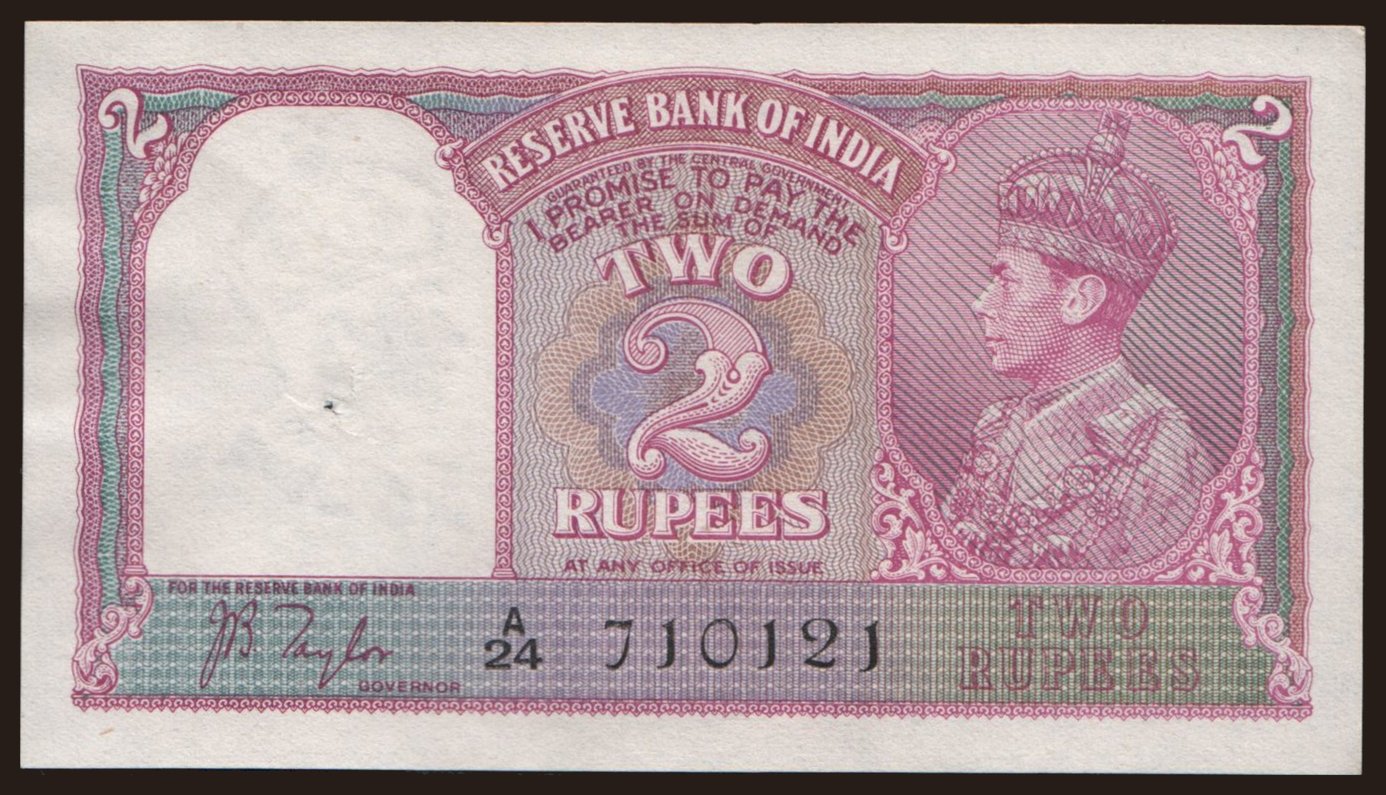 2
2
RESERVE BANK OF INDIA
GUARANTEED BY THE CENTRAL GOVERNMENT
I PROMISE TO PAY THE
BEARER ON DEMAND
THE SUM OF
TWO
2
RUPEES
AT ANY OFFICE OF ISSUE
FOR THE RESERVE BANK OF INDIA
JB. Taylor
GOVERNOR
A
24 710121
TWO
RUPEES